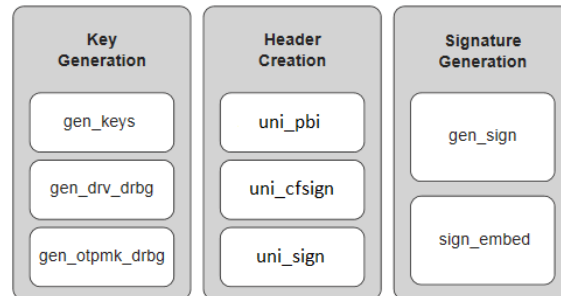 Key
Generation
gen_keys
gen_drv_drbg
gen_otpmk_drbg
Header
Creation
uni_pbi
uni_cfsign
uni_sign
Signature
Generation
gen_sign
sign_embed